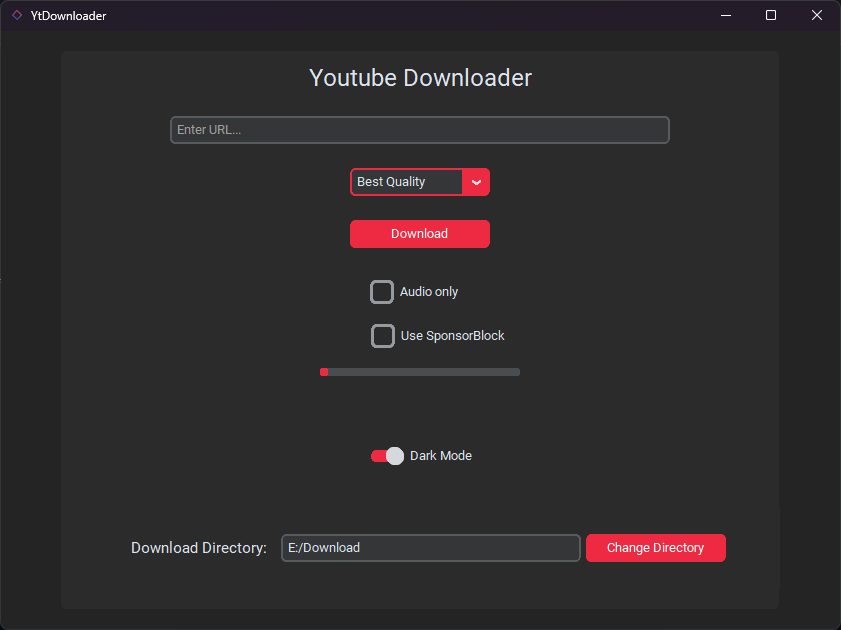 YtDownloader
Youtube Downloader
Enter URL...
Best Quality
Download
Audio only
Use SponsorBlock
Dark Mode
Download Directory: E:/Download Change Directory